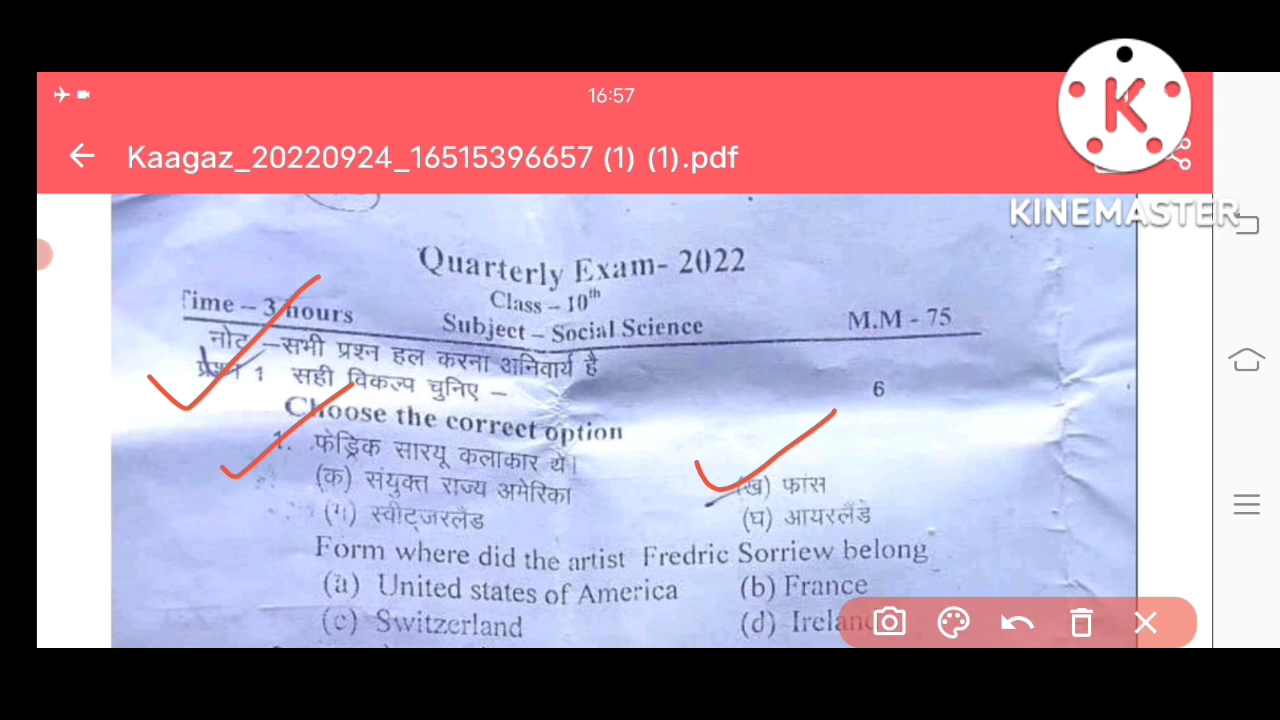 16:57
Kaagaz_20220924_16515396657 (1) (1).pdf
K
KINEMASTER
Quarterly Exam- 2022
Class – 10th
Time – 3 hours
Subject – Social Science
M.M - 75
नोट –सभी प्रश्न हल करना अनिवार्य है
प्रश्न 1 सही विकल्प चुनिए –
6
Choose the correct option
1. फेड्रिक सारयू कलाकार थे।
(क) संयुक्त राज्य अमेरिका
(ख) फांस
(ग) स्वीट्जरलैड
(घ) आयरलैंड
Form where did the artist Fredric Sorriew belong
(a) United states of America
(b) France
(c) Switzerland
(d)